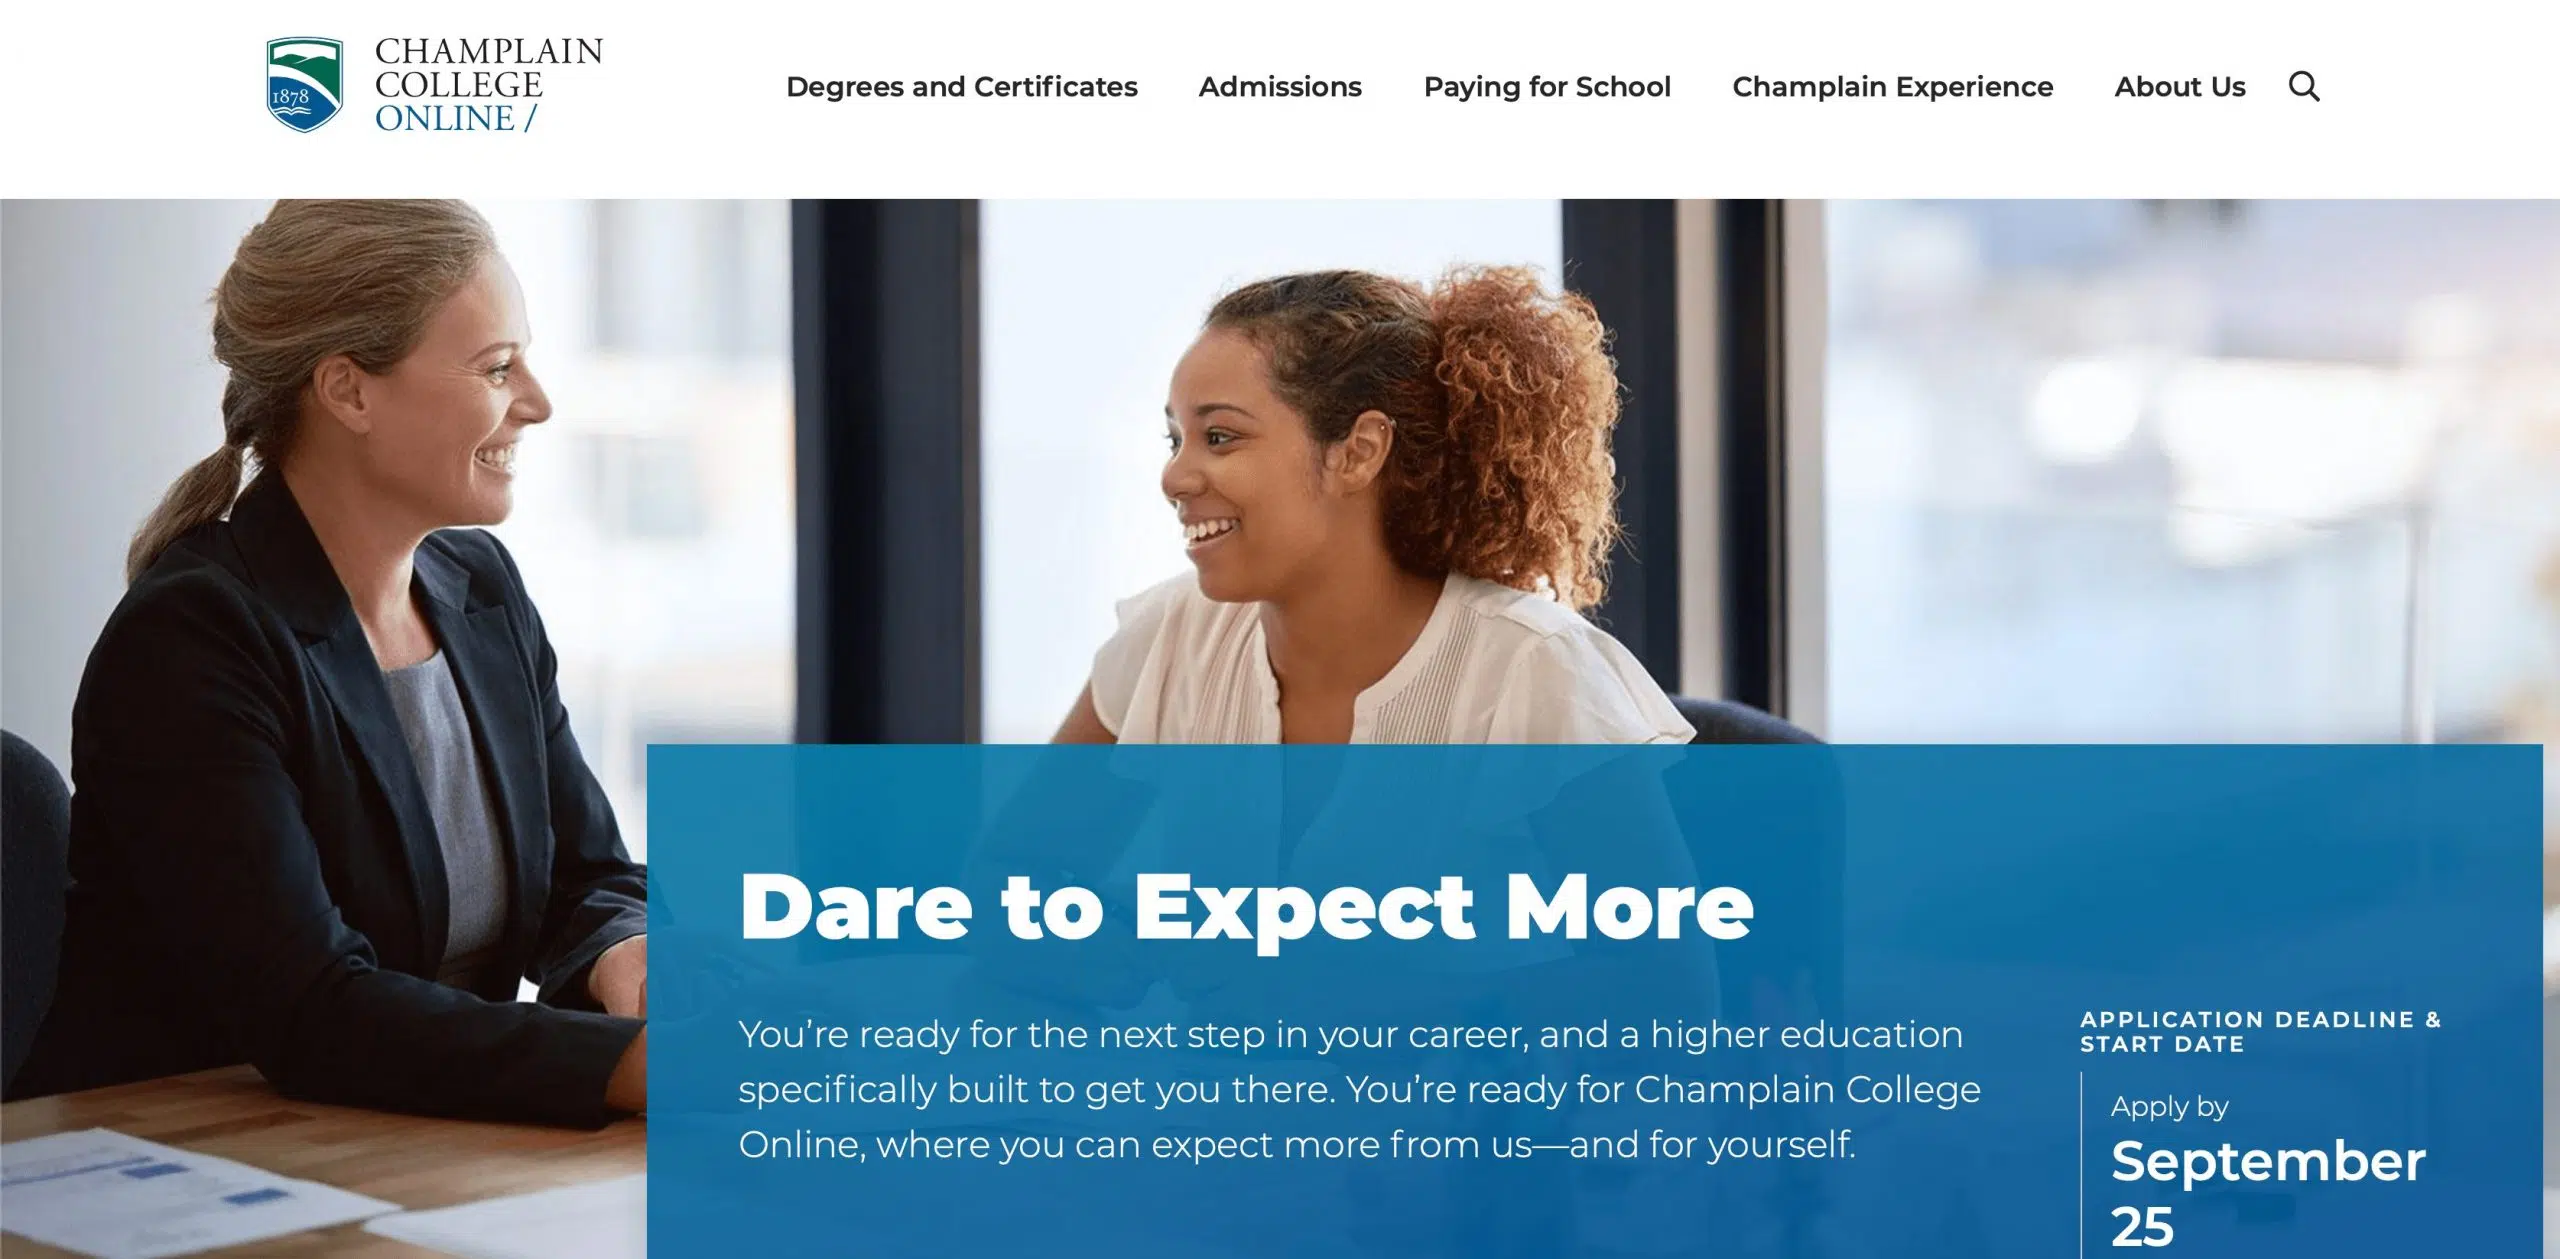 CHAMPLAIN
COLLEGE
ONLINE /
1878
Degrees and Certificates
Admissions
Paying for School
Champlain Experience
About Us
Dare to Expect More
You’re ready for the next step in your career, and a higher education
specifically built to get you there. You’re ready for Champlain College
Online, where you can expect more from us—and for yourself.
APPLICATION DEADLINE &
START DATE
Apply by
September
25